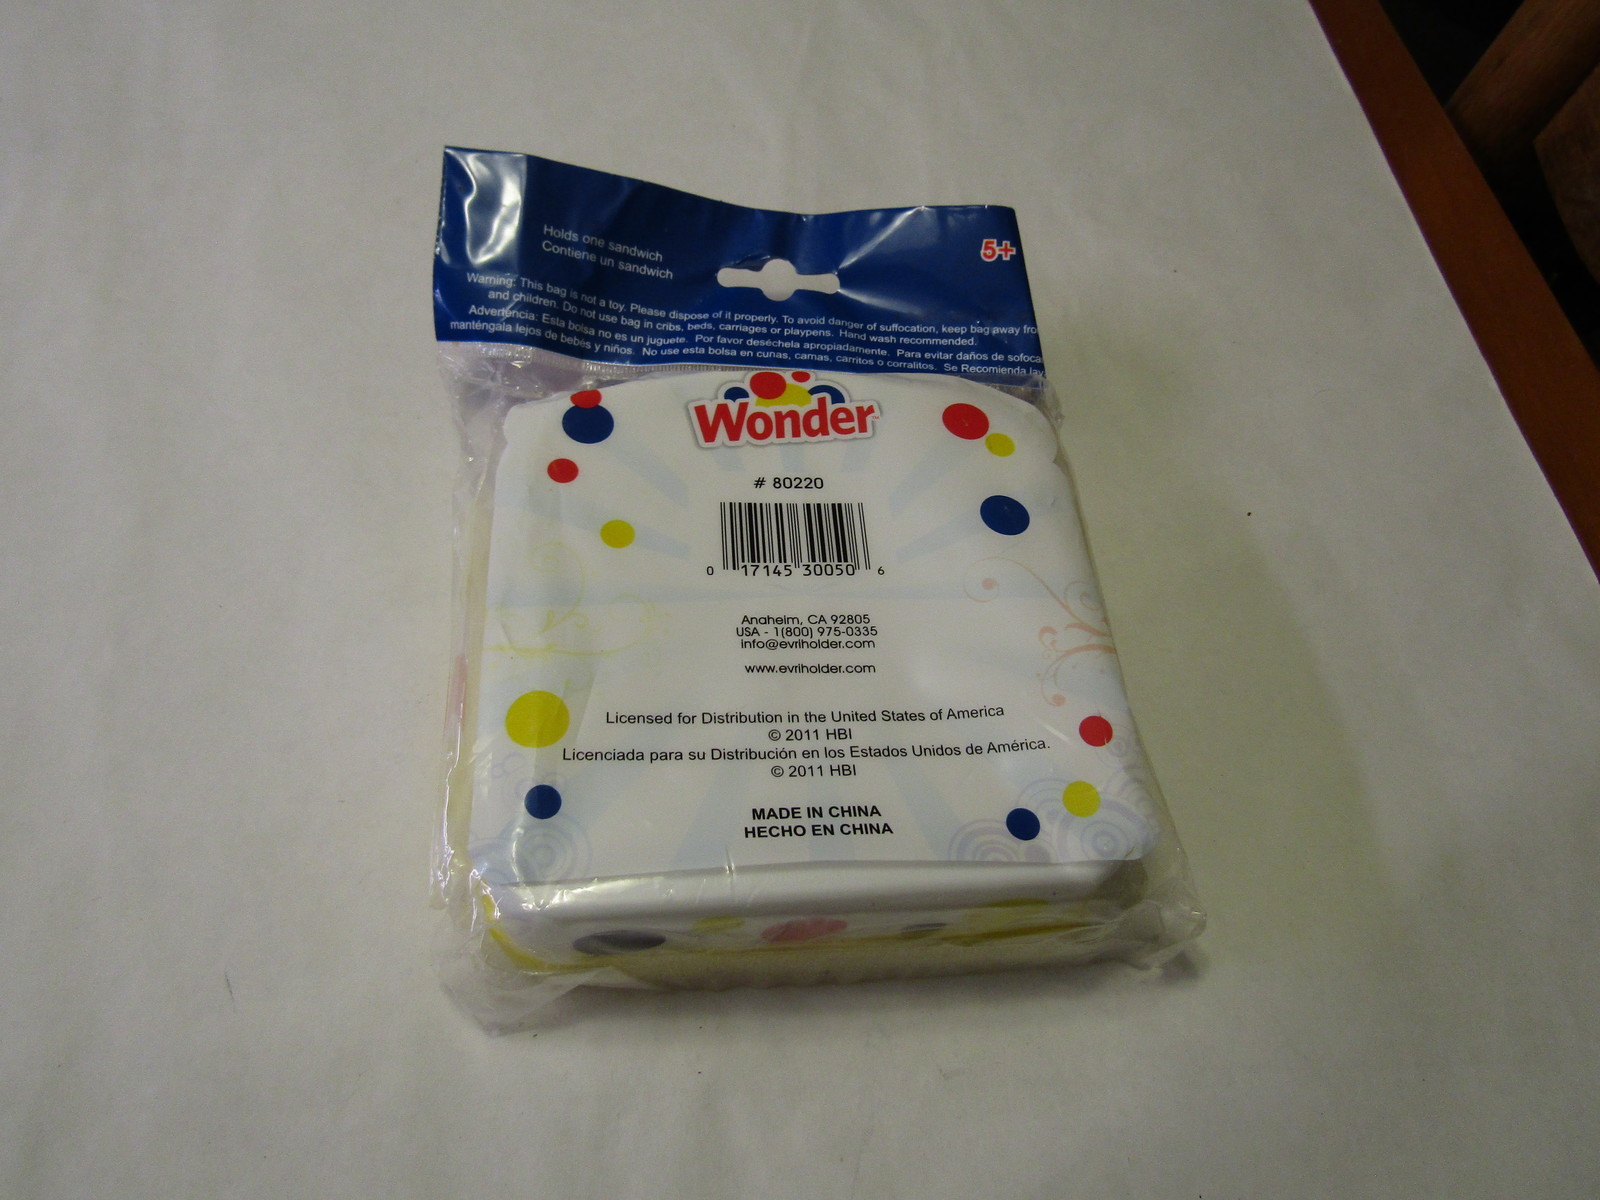 Holds one sandwich
Contiene un sandwich
5+
Warning: This bag is not a toy. Please dispose of it properly. To avoid danger of suffocation, keep bag away fro
and children. Do not use bag in cribs, beds, carriages or playpens. Hand wash recommended.
Advertencia: Esta bolsa no es un juguete. Por favor deséchela apropiadamente. Para evitar daños de sofoca
manténgala lejos de bebés y niños. No use esta bolsa en cunas, camas, carritos o corralitos. Se Recomienda lav
Wonder™
# 80220
0 17145 30050 6
Anaheim, CA 92805
USA - 1(800) 975-0335
info@evriholder.com
www.evriholder.com
Licensed for Distribution in the United States of America
© 2011 HBI
Licenciada para su Distribución en los Estados Unidos de América.
© 2011 HBI
MADE IN CHINA
HECHO EN CHINA